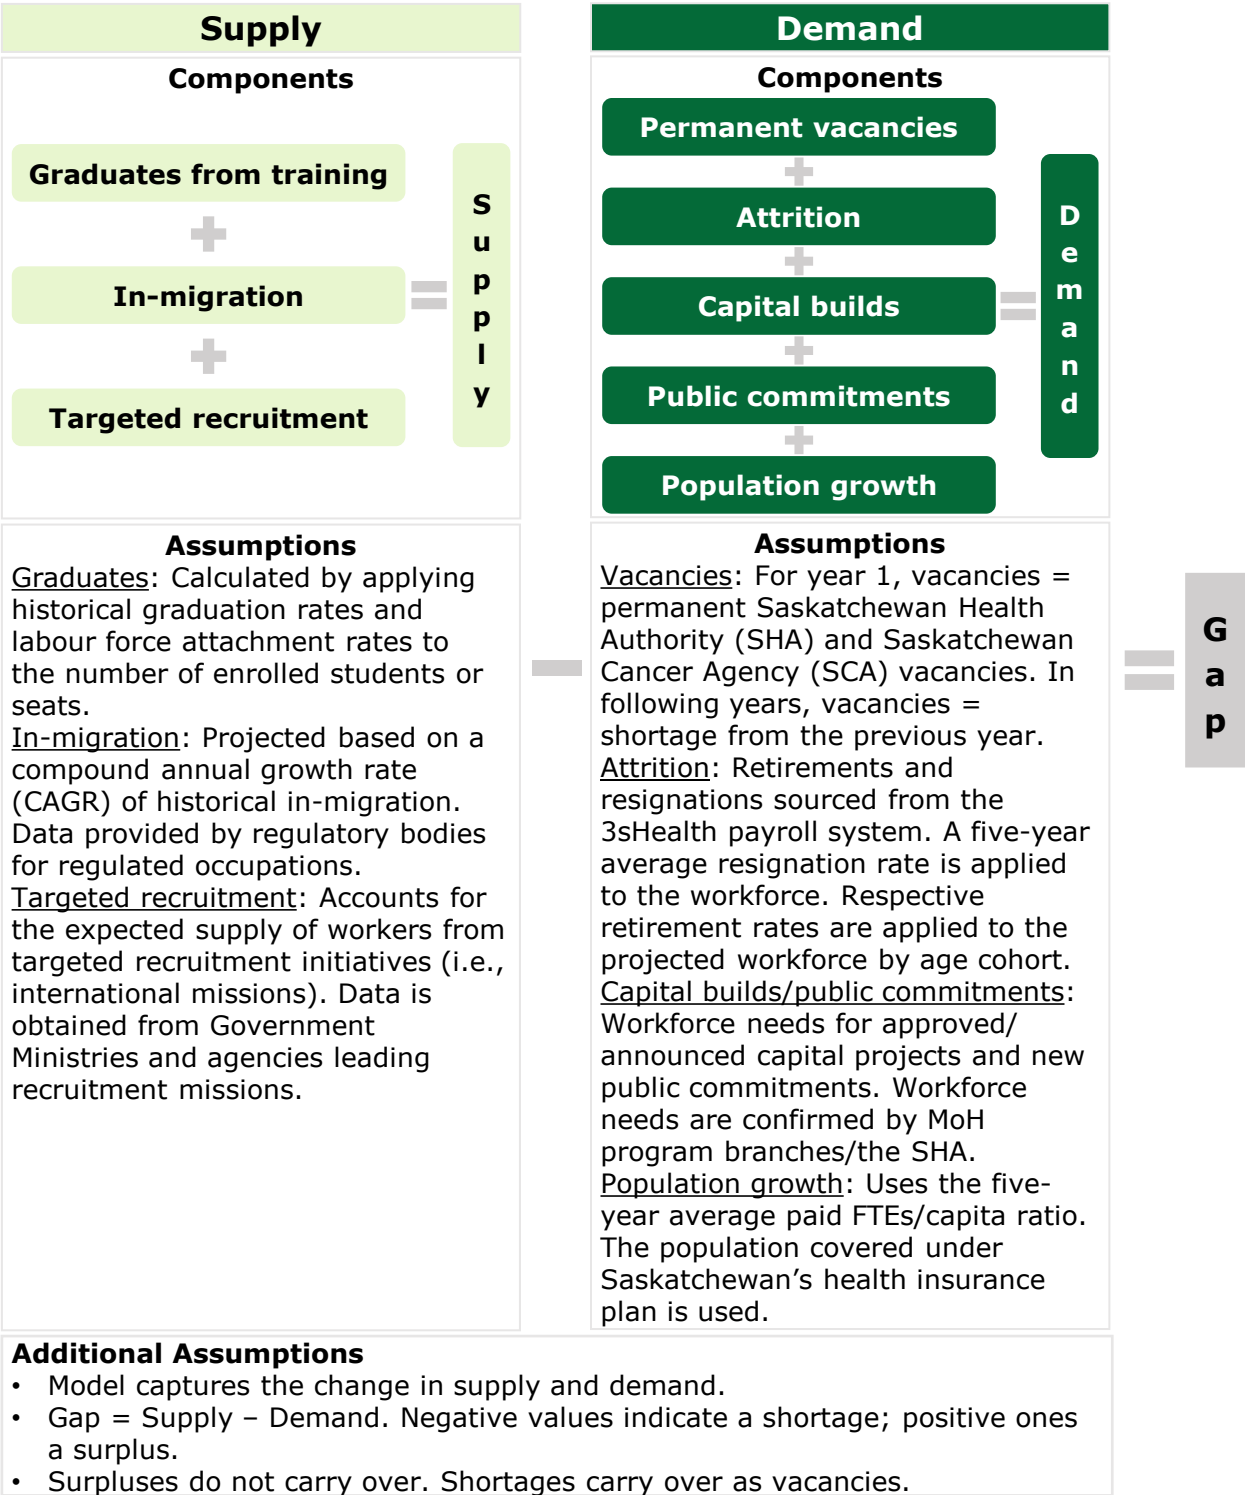 Supply
Components
Graduates from training
In-migration
Targeted recruitment
Supply
Assumptions
Graduates: Calculated by applying
historical graduation rates and
labour force attachment rates to
the number of enrolled students or
seats.
In-migration: Projected based on a
compound annual growth rate
(CAGR) of historical in-migration.
Data provided by regulatory bodies
for regulated occupations.
Targeted recruitment: Accounts for
the expected supply of workers from
targeted recruitment initiatives (i.e.,
international missions). Data is
obtained from Government
Ministries and agencies leading
recruitment missions.
Demand
Components
Permanent vacancies
Attrition
Capital builds
Public commitments
Population growth
Demand
Assumptions
Vacancies: For year 1, vacancies =
permanent Saskatchewan Health
Authority (SHA) and Saskatchewan
Cancer Agency (SCA) vacancies. In
following years, vacancies =
shortage from the previous year.
Attrition: Retirements and
resignations sourced from the
3sHealth payroll system. A five-year
average resignation rate is applied
to the workforce. Respective
retirement rates are applied to the
projected workforce by age cohort.
Capital builds/public commitments:
Workforce needs for approved/
announced capital projects and new
public commitments. Workforce
needs are confirmed by MoH
program branches/the SHA.
Population growth: Uses the five-
year average paid FTEs/capita ratio.
The population covered under
Saskatchewan’s health insurance
plan is used.
Gap
Additional Assumptions
• Model captures the change in supply and demand.
• Gap = Supply – Demand. Negative values indicate a shortage; positive ones
a surplus.
• Surpluses do not carry over. Shortages carry over as vacancies.